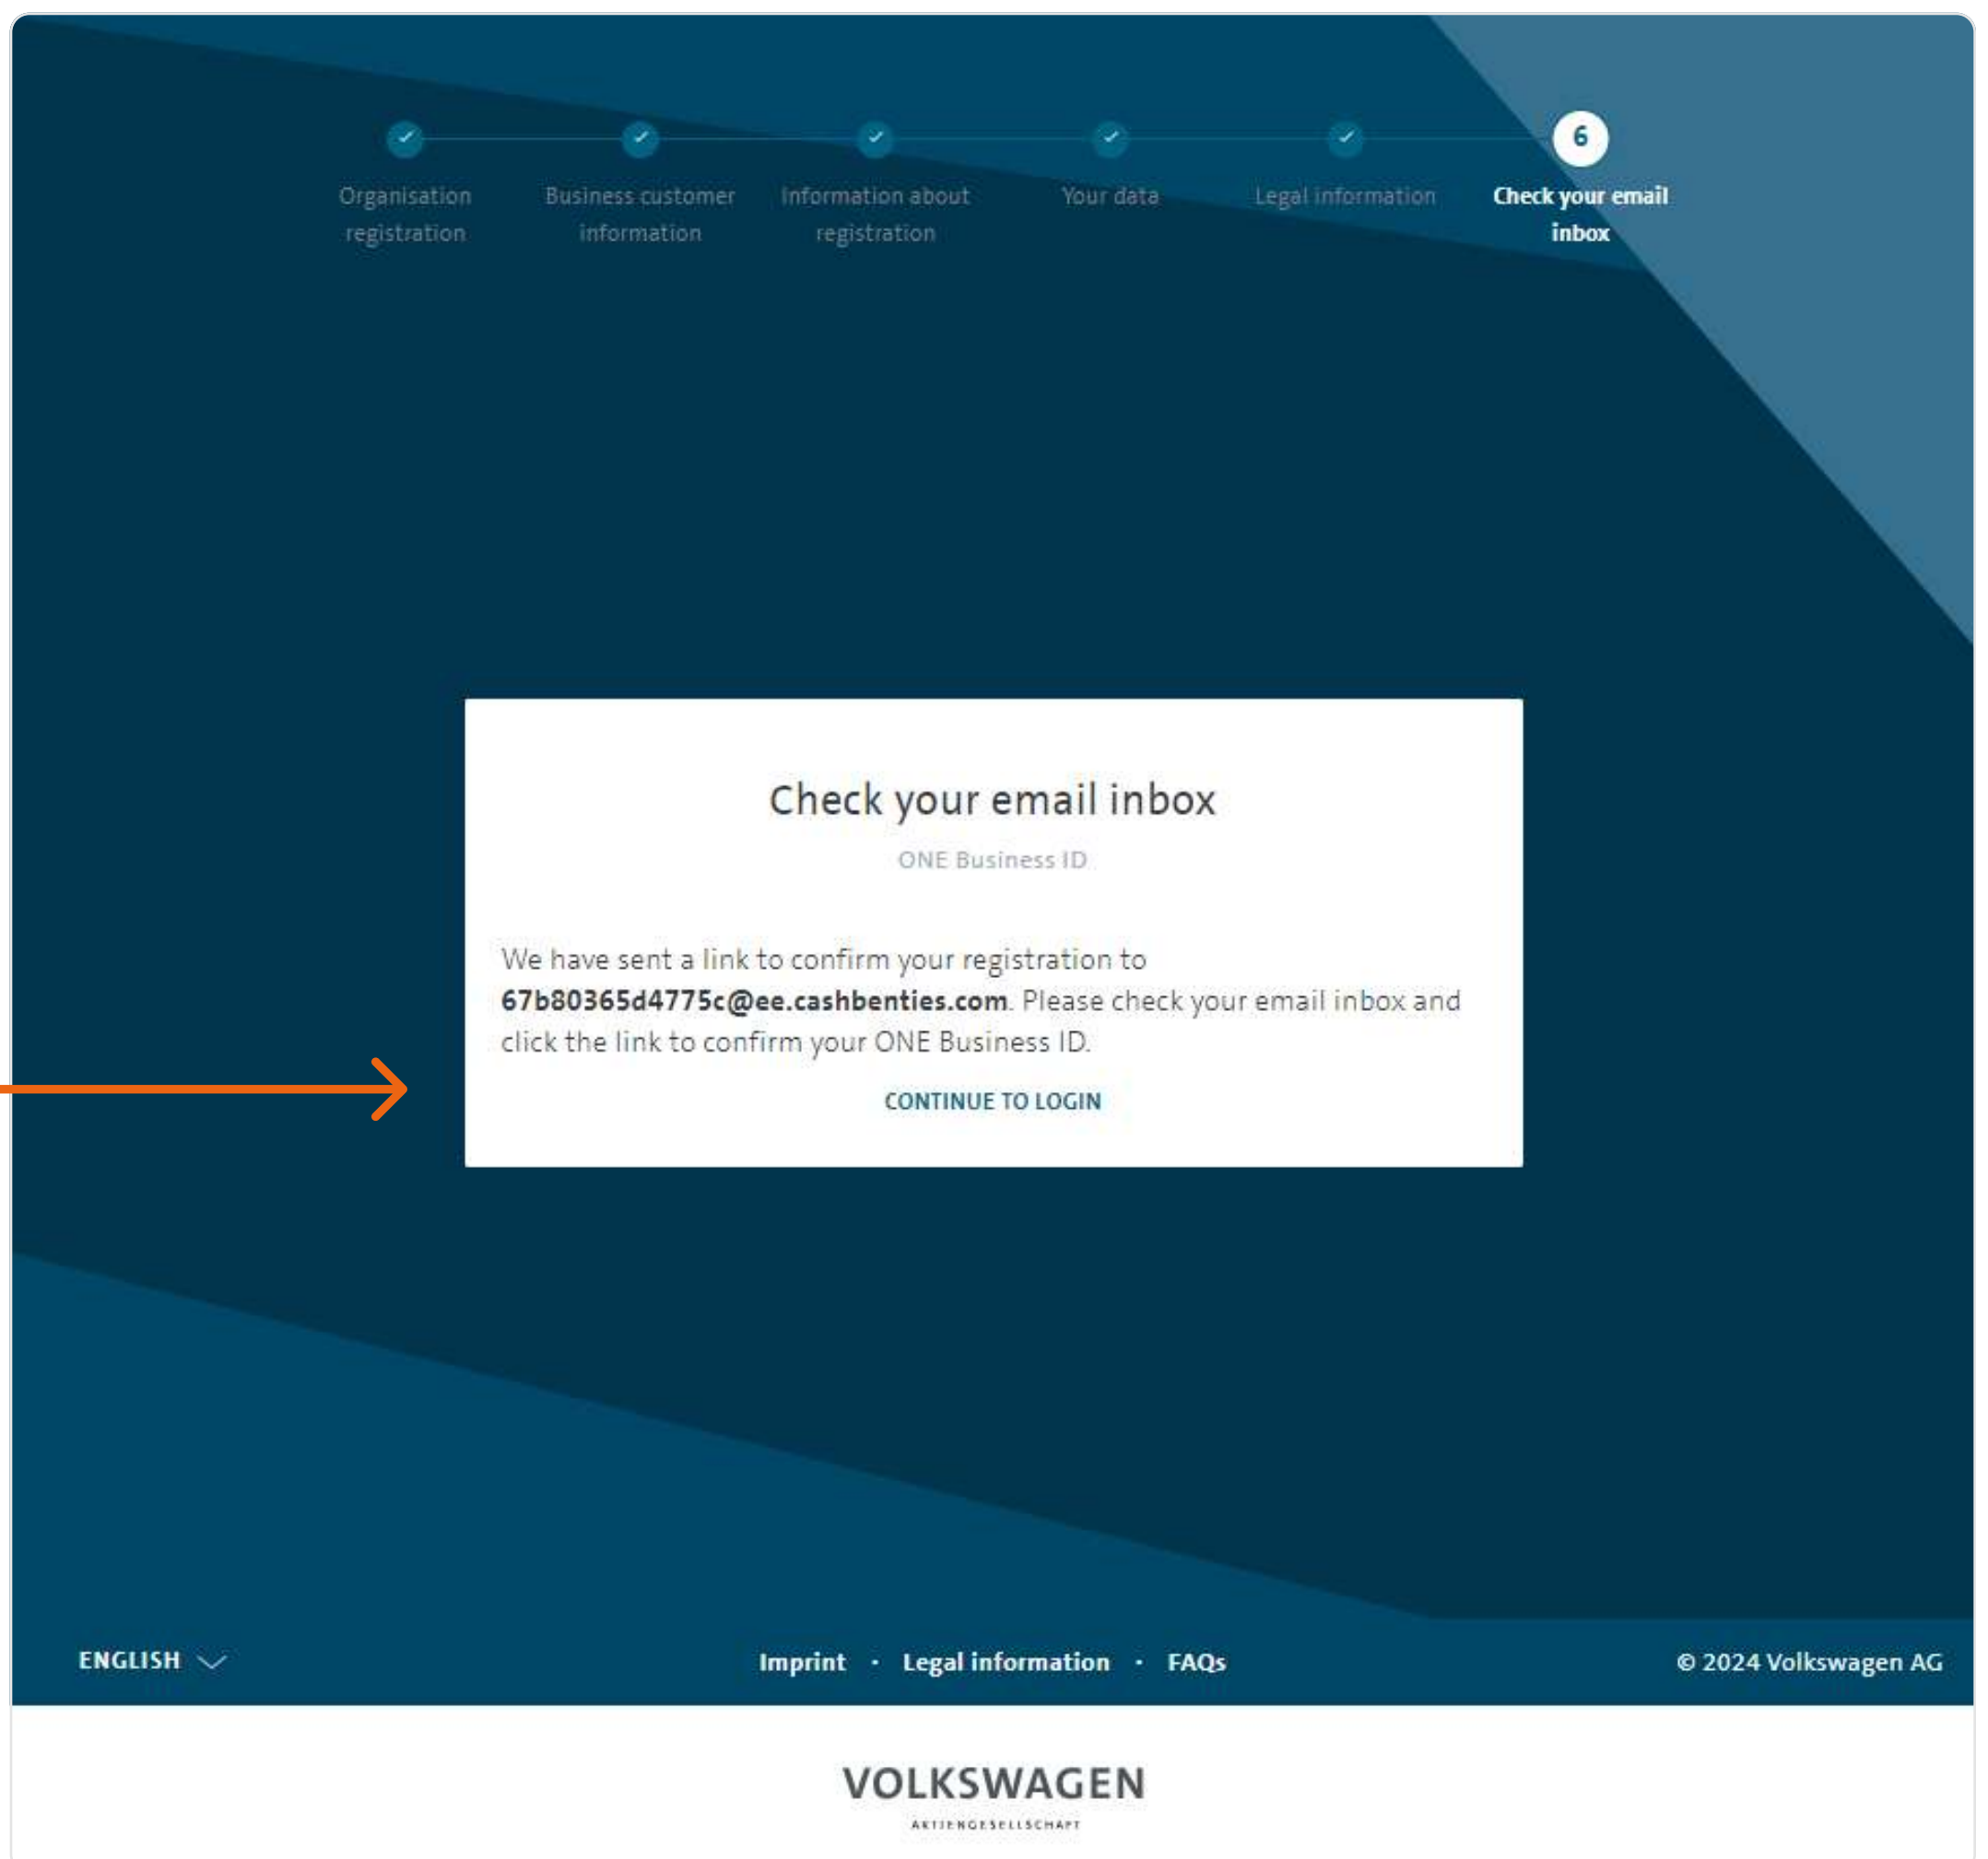 6
Organisation registration
Business customer information
Information about registration
Your data
Legal information
Check your email inbox
Check your email inbox
ONE Business ID
We have sent a link to confirm your registration to
67b80365d4775c@ee.cashbenties.com. Please check your email inbox and
click the link to confirm your ONE Business ID.
CONTINUE TO LOGIN
ENGLISH
Imprint · Legal information · FAQs
© 2024 Volkswagen AG
VOLKSWAGEN
AKTIENGESELLSCHAFT